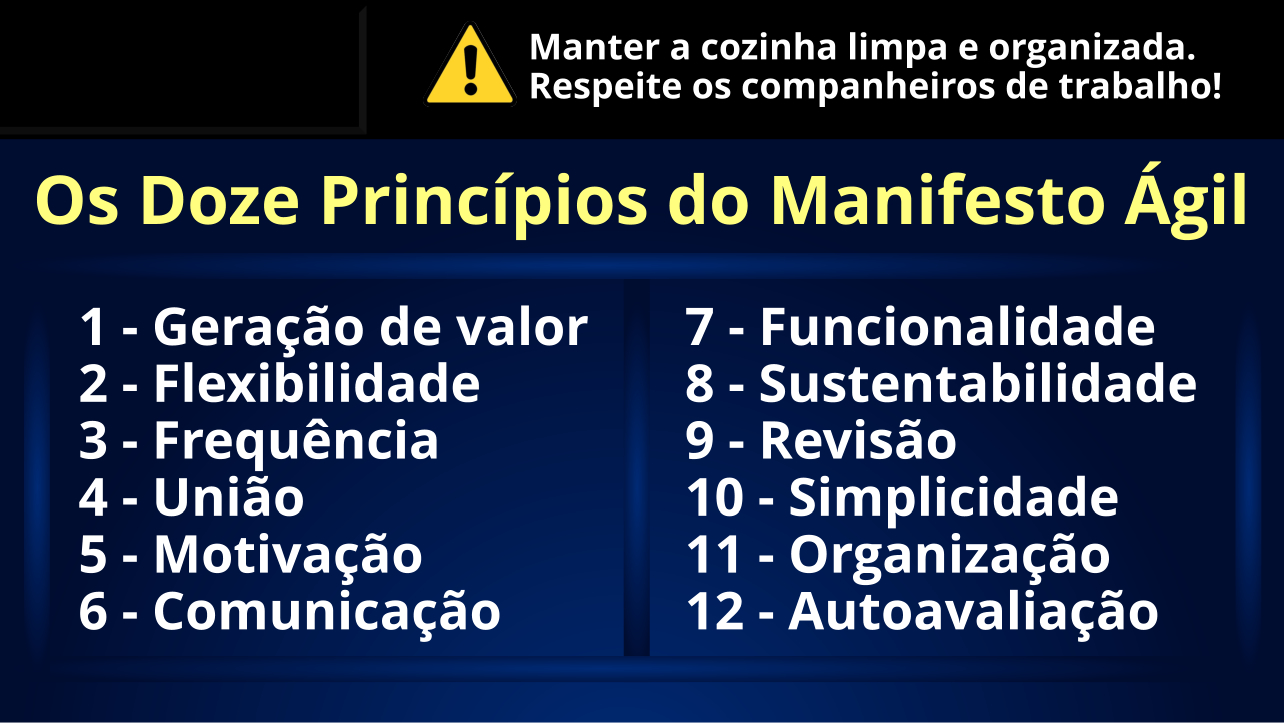 Manter a cozinha limpa e organizada.
Respeite os companheiros de trabalho!
Os Doze Princípios do Manifesto Ágil
1 - Geração de valor
2 - Flexibilidade
3 - Frequência
4 - União
5 - Motivação
6 - Comunicação
7 - Funcionalidade
8 - Sustentabilidade
9 - Revisão
10 - Simplicidade
11 - Organização
12 - Autoavaliação